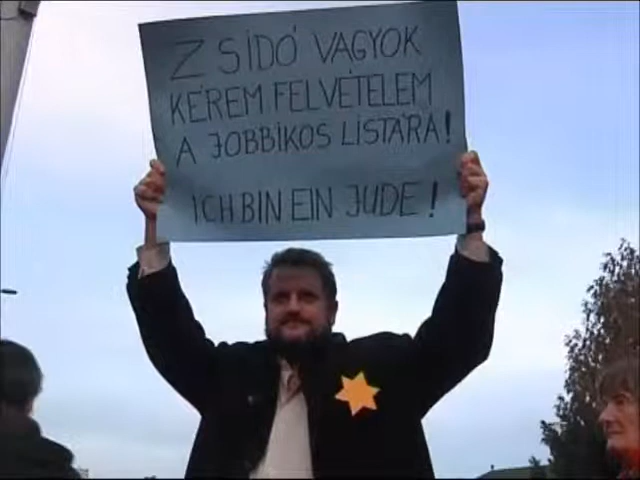 ZSIDÓ VAGYOK
KÉREM FELVÉTELEM
A JOBBIKOS LISTÁRA!
ICH BIN EIN JUDE!